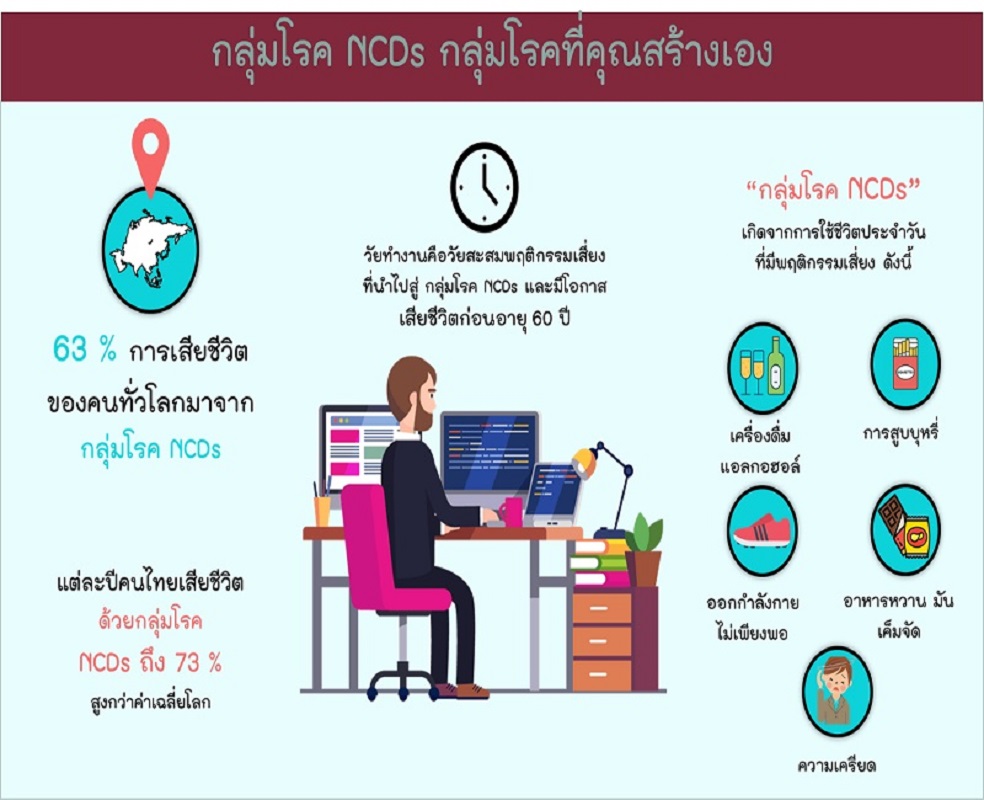 กลุ่มโรค NCDs กลุ่มโรคที่คุณสร้างเอง
63 % การเสียชีวิต
ของคนทั่วโลกมาจาก
กลุ่มโรค NCDs
แต่ละปีคนไทยเสียชีวิต
ด้วยกลุ่มโรค
NCDs ถึง 73 %
สูงกว่าค่าเฉลี่ยโลก
วัยทำงานคือวัยสะสมพฤติกรรมเสี่ยง
ที่นำไปสู่ กลุ่มโรค NCDs และมีโอกาส
เสียชีวิตก่อนอายุ 60 ปี
“กลุ่มโรค NCDs”
เกิดจากการใช้ชีวิตประจำวัน
ที่มีพฤติกรรมเสี่ยง ดังนี้
เครื่องดื่ม
แอลกอฮอล์
การสูบบุหรี่
ออกกำลังกาย
ไม่เพียงพอ
อาหารหวาน มัน
เค็มจัด
ความเครียด